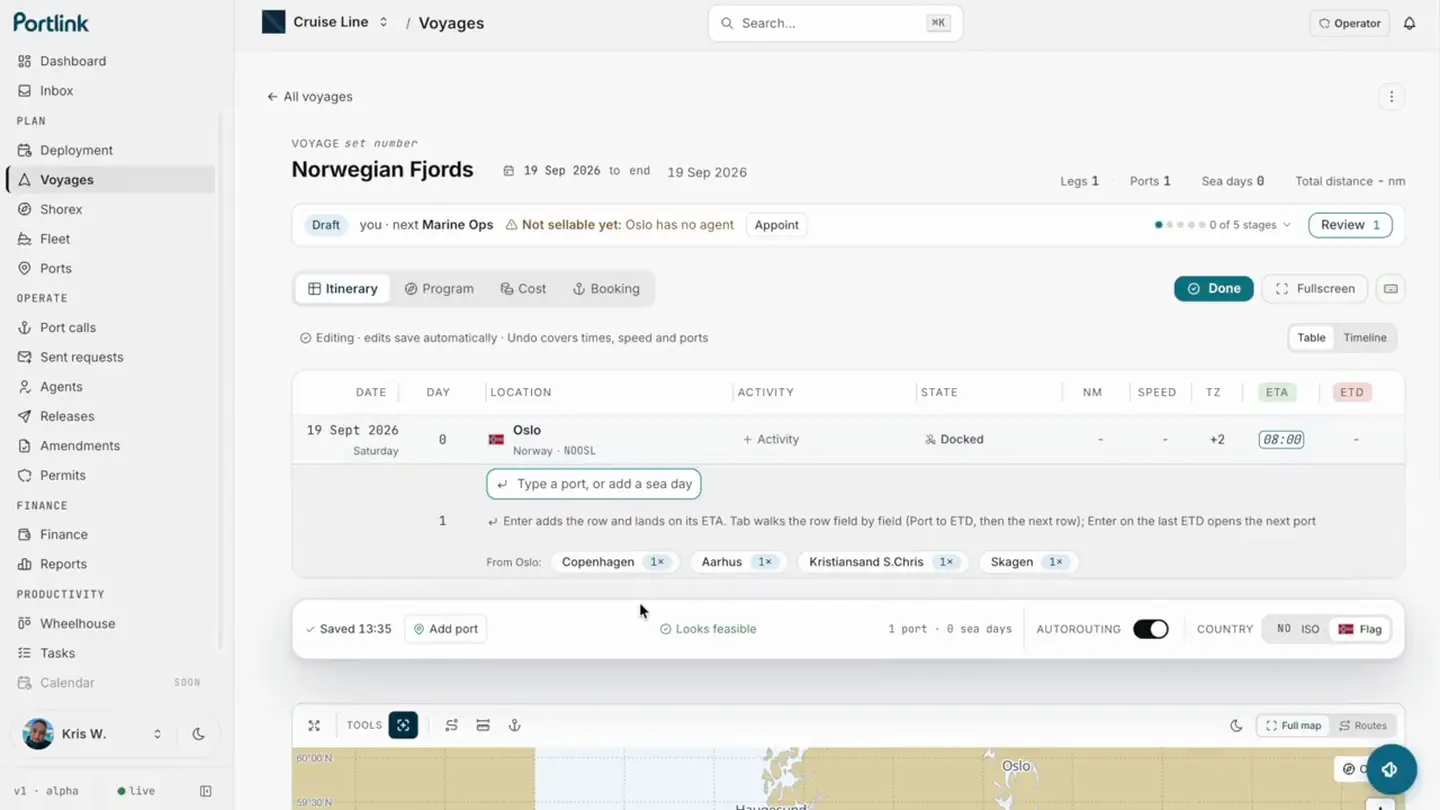 Portlink
Cruise Line / Voyages
Search... ⌘K
Operator
Dashboard
Inbox
PLAN
Deployment
Voyages
Shorex
Fleet
Ports
OPERATE
Port calls
Sent requests
Agents
Releases
Amendments
Permits
FINANCE
Finance
Reports
PRODUCTIVITY
Wheelhouse
Tasks
Calendar SOON
Kris W.
v1 · alpha live
← All voyages
VOYAGE set number
Norwegian Fjords 19 Sep 2026 to end 19 Sep 2026
Legs 1 Ports 1 Sea days 0 Total distance - nm
Draft you · next Marine Ops Not sellable yet: Oslo has no agent Appoint
0 of 5 stages Review 1
Itinerary Program Cost Booking
Done Fullscreen
Editing · edits save automatically · Undo covers times, speed and ports
Table Timeline
DATE DAY LOCATION ACTIVITY STATE NM SPEED TZ ETA ETD
19 Sept 2026 0 Oslo + Activity Docked - - +2 08:00 -
Saturday Norway · NOOSL
↵ Type a port, or add a sea day
1 ↵ Enter adds the row and lands on its ETA. Tab walks the row field by field (Port to ETD, then the next row); Enter on the last ETD opens the next port
From Oslo: Copenhagen 1× Aarhus 1× Kristiansand S.Chris 1× Skagen 1×
Saved 13:35 Add port Looks feasible 1 port · 0 sea days AUTOROUTING COUNTRY NO ISO Flag
TOOLS Full map Routes
60°00'N
Oslo
59°30'N
Haugesund